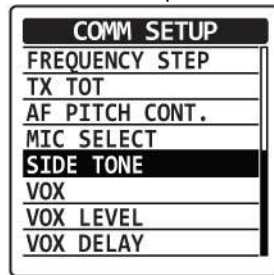 COMM SETUP
FREQUENCY STEP
TX TOT
AF PITCH CONT.
MIC SELECT
SIDE TONE
VOX
VOX LEVEL
VOX DELAY